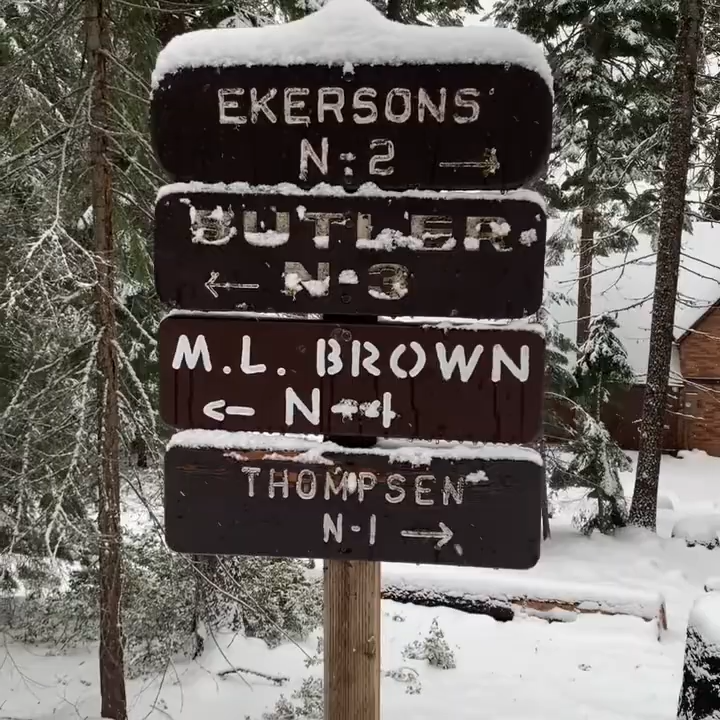 EKERSONS
N-2 →
BUTLER
← N-3
M.L. BROWN
← N-4
THOMPSEN
N-1 →